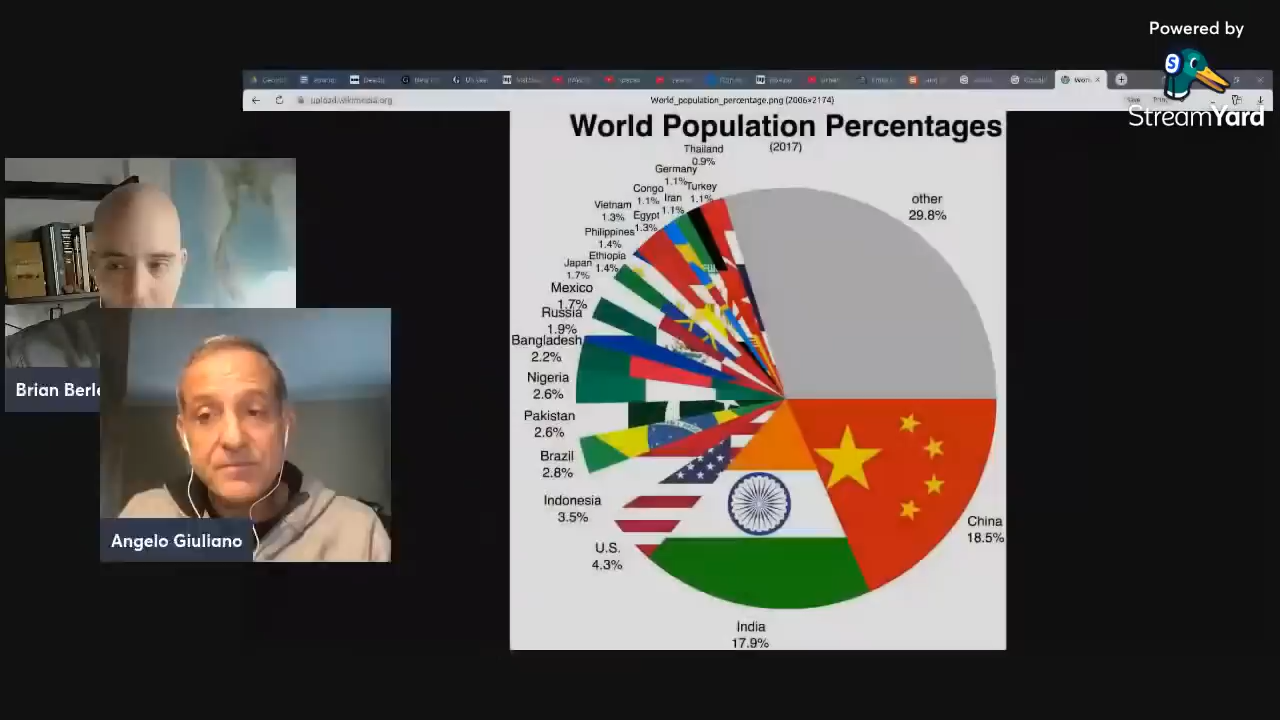 Powered by
StreamYard
upload.wikimedia.org
World_population_percentage.png (2006×2174)
World Population Percentages
(2017)
Thailand
0.9%
Germany
1.1%
Turkey
1.1%
Congo
1.1%
Iran
1.1%
Vietnam
1.3%
Egypt
1.3%
Philippines
1.4%
Ethiopia
1.4%
Japan
1.7%
Mexico
1.7%
Russia
1.9%
Bangladesh
2.2%
Nigeria
2.6%
Pakistan
2.6%
Brazil
2.8%
Indonesia
3.5%
U.S.
4.3%
India
17.9%
China
18.5%
other
29.8%
Brian Berle
Angelo Giuliano